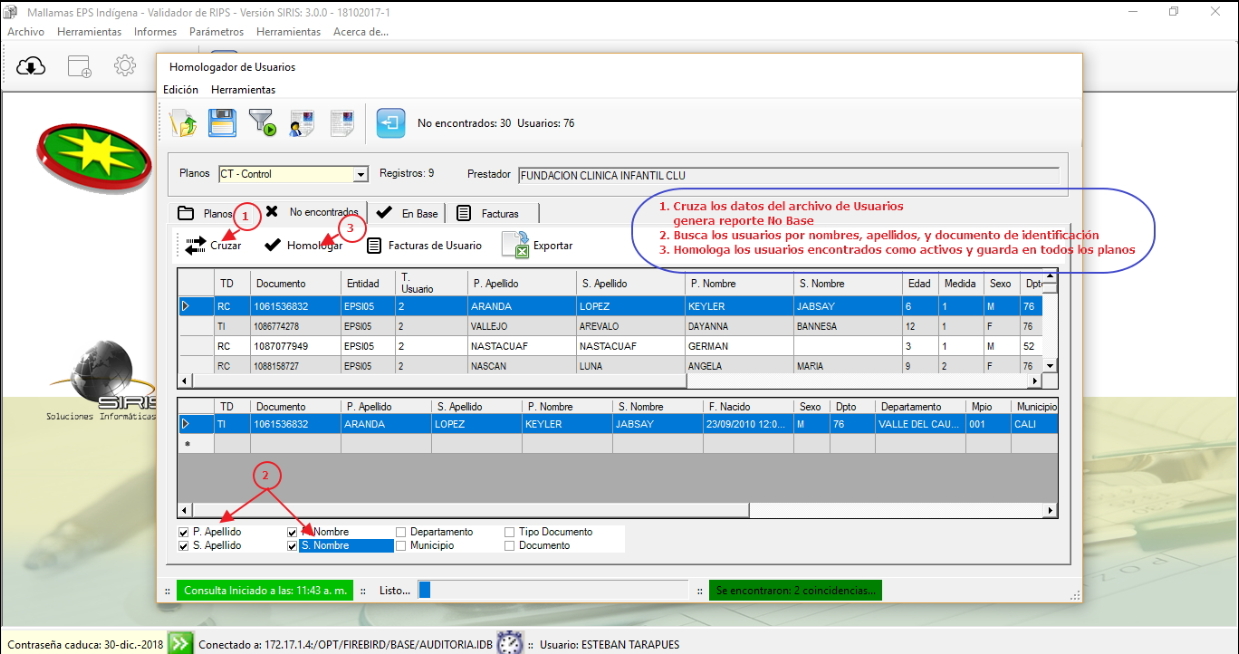 Mallamas EPS Indígena - Validador de RIPS - Versión SIRIS: 3.0.0 - 18102017-1
Archivo Herramientas Informes Parámetros Herramientas Acerca de...
Homologador de Usuarios
Edición Herramientas
No encontrados: 30 Usuarios: 76
Planos CT - Control Registros: 9 Prestador FUNDACION CLINICA INFANTIL CLU
Planos 1 No encontrados En Base Facturas
3
Cruzar Homologar Facturas de Usuario Exportar
1. Cruza los datos del archivo de Usuarios
genera reporte No Base
2. Busca los usuarios por nombres, apellidos, y documento de identificación
3. Homologa los usuarios encontrados como activos y guarda en todos los planos
TD Documento Entidad T. Usuario P. Apellido S. Apellido P. Nombre S. Nombre Edad Medida Sexo Dpto
RC 1061536832 EPSI05 2 ARANDA LOPEZ KEYLER JABSAY 6 1 M 76
TI 1086774278 EPSI05 2 VALLEJO AREVALO DAYANNA BANNESA 12 1 F 76
RC 1087077949 EPSI05 2 NASTACUAF NASTACUAF GERMAN 3 1 M 52
RC 1088158727 EPSI05 2 NASCAN LUNA ANGELA MARIA 9 2 F 76
TD Documento P. Apellido S. Apellido P. Nombre S. Nombre F. Nacido Sexo Dpto Departamento Mpio Municipio
TI 1061536832 ARANDA LOPEZ KEYLER JABSAY 23/09/2010 12:0... M 76 VALLE DEL CAU... 001 CALI
*
2
P. Apellido P. Nombre Departamento Tipo Documento
S. Apellido S. Nombre Municipio Documento
:: Consulta Iniciado a las: 11:43 a. m. :: Listo... :: Se encontraron: 2 coincidencias...
SIRIS
Soluciones Informáticas
Contraseña caduca: 30-dic.-2018 Conectado a: 172.17.1.4:/OPT/FIREBIRD/BASE/AUDITORIA.IDB :: Usuario: ESTEBAN TARAPUES